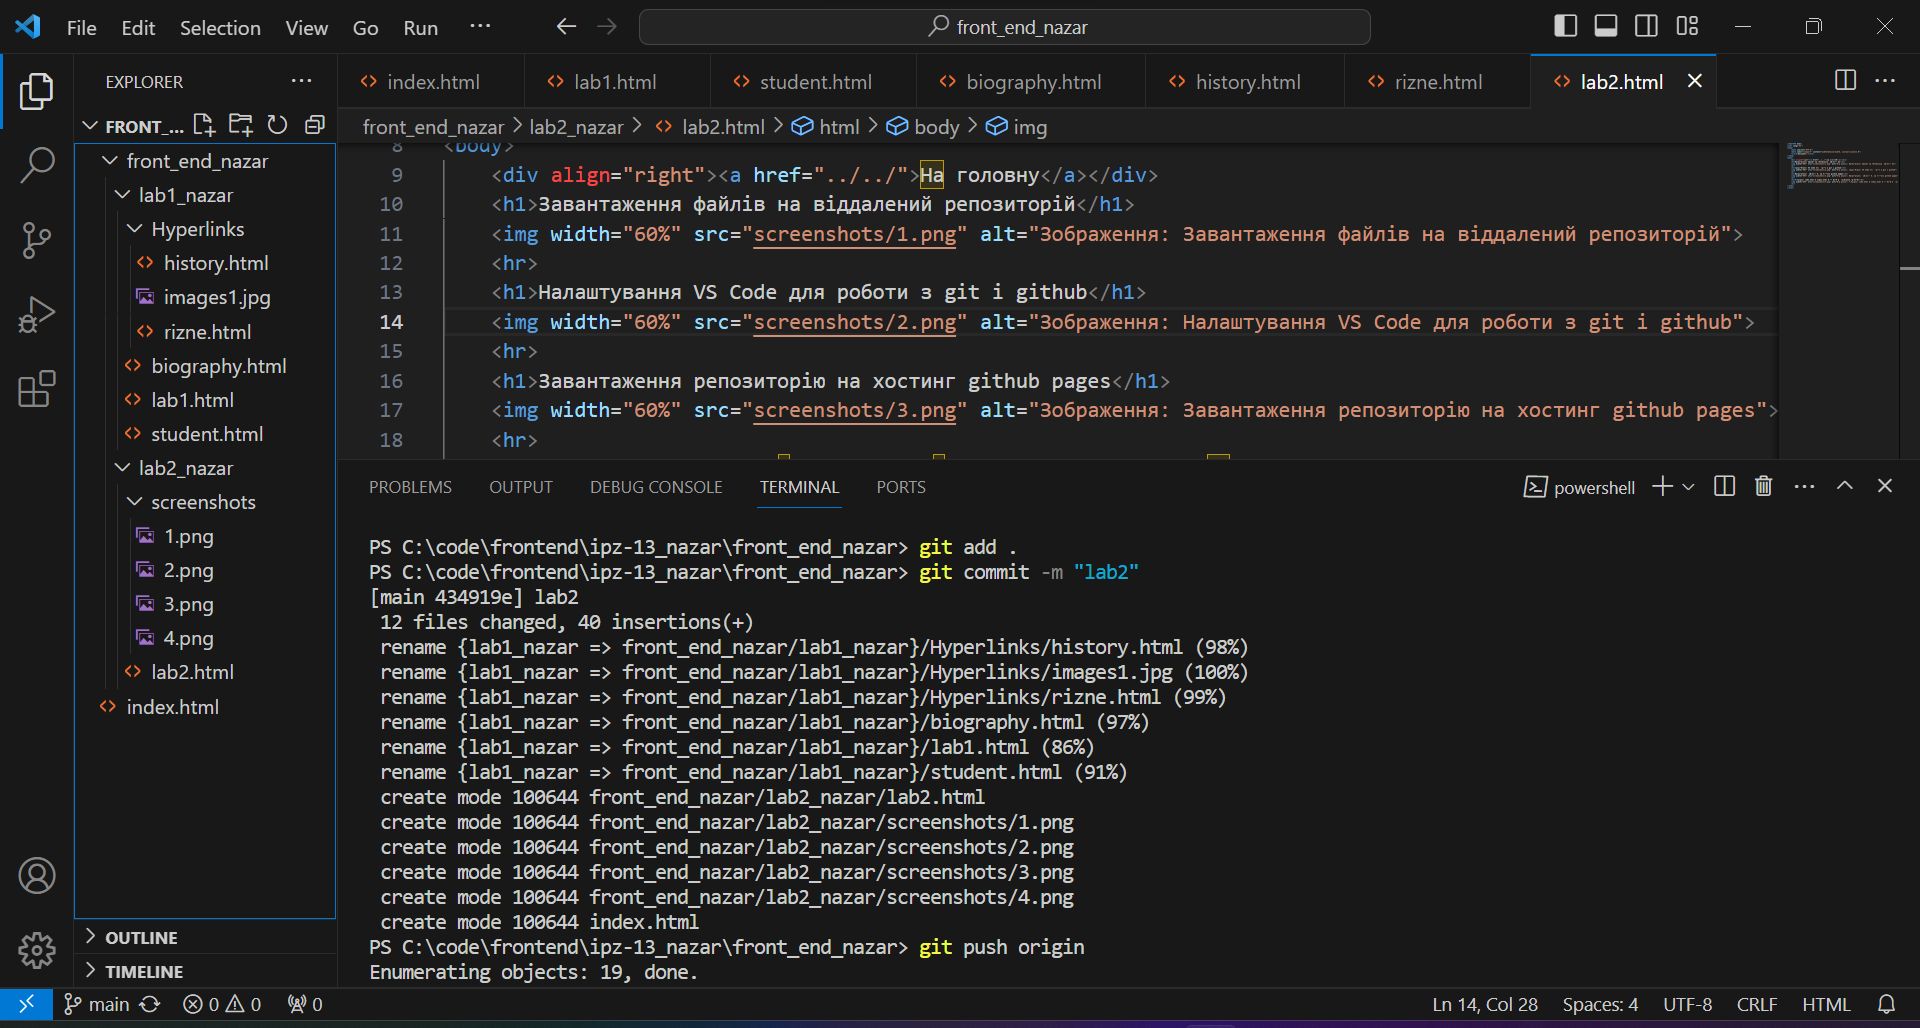 File Edit Selection View Go Run ··· front_end_nazar
EXPLORER ···
FRONT_...
front_end_nazar
lab1_nazar
Hyperlinks
history.html
images1.jpg
rizne.html
biography.html
lab1.html
student.html
lab2_nazar
screenshots
1.png
2.png
3.png
4.png
lab2.html
index.html
OUTLINE
TIMELINE
index.html lab1.html student.html biography.html history.html rizne.html lab2.html
front_end_nazar > lab2_nazar > lab2.html > html > body > img
8 <body>
9 <div align="right"><a href="../../">На головну</a></div>
10 <h1>Завантаження файлів на віддалений репозиторій</h1>
11 <img width="60%" src="screenshots/1.png" alt="Зображення: Завантаження файлів на віддалений репозиторій">
12 <hr>
13 <h1>Налаштування VS Code для роботи з git і github</h1>
14 <img width="60%" src="screenshots/2.png" alt="Зображення: Налаштування VS Code для роботи з git і github">
15 <hr>
16 <h1>Завантаження репозиторію на хостинг github pages</h1>
17 <img width="60%" src="screenshots/3.png" alt="Зображення: Завантаження репозиторію на хостинг github pages">
18 <hr>
PROBLEMS OUTPUT DEBUG CONSOLE TERMINAL PORTS powershell
PS C:\code\frontend\ipz-13_nazar\front_end_nazar> git add .
PS C:\code\frontend\ipz-13_nazar\front_end_nazar> git commit -m "lab2"
[main 434919e] lab2
12 files changed, 40 insertions(+)
rename {lab1_nazar => front_end_nazar/lab1_nazar}/Hyperlinks/history.html (98%)
rename {lab1_nazar => front_end_nazar/lab1_nazar}/Hyperlinks/images1.jpg (100%)
rename {lab1_nazar => front_end_nazar/lab1_nazar}/Hyperlinks/rizne.html (99%)
rename {lab1_nazar => front_end_nazar/lab1_nazar}/biography.html (97%)
rename {lab1_nazar => front_end_nazar/lab1_nazar}/lab1.html (86%)
rename {lab1_nazar => front_end_nazar/lab1_nazar}/student.html (91%)
create mode 100644 front_end_nazar/lab2_nazar/lab2.html
create mode 100644 front_end_nazar/lab2_nazar/screenshots/1.png
create mode 100644 front_end_nazar/lab2_nazar/screenshots/2.png
create mode 100644 front_end_nazar/lab2_nazar/screenshots/3.png
create mode 100644 front_end_nazar/lab2_nazar/screenshots/4.png
create mode 100644 index.html
PS C:\code\frontend\ipz-13_nazar\front_end_nazar> git push origin
Enumerating objects: 19, done.
main 0 0 0 Ln 14, Col 28 Spaces: 4 UTF-8 CRLF HTML